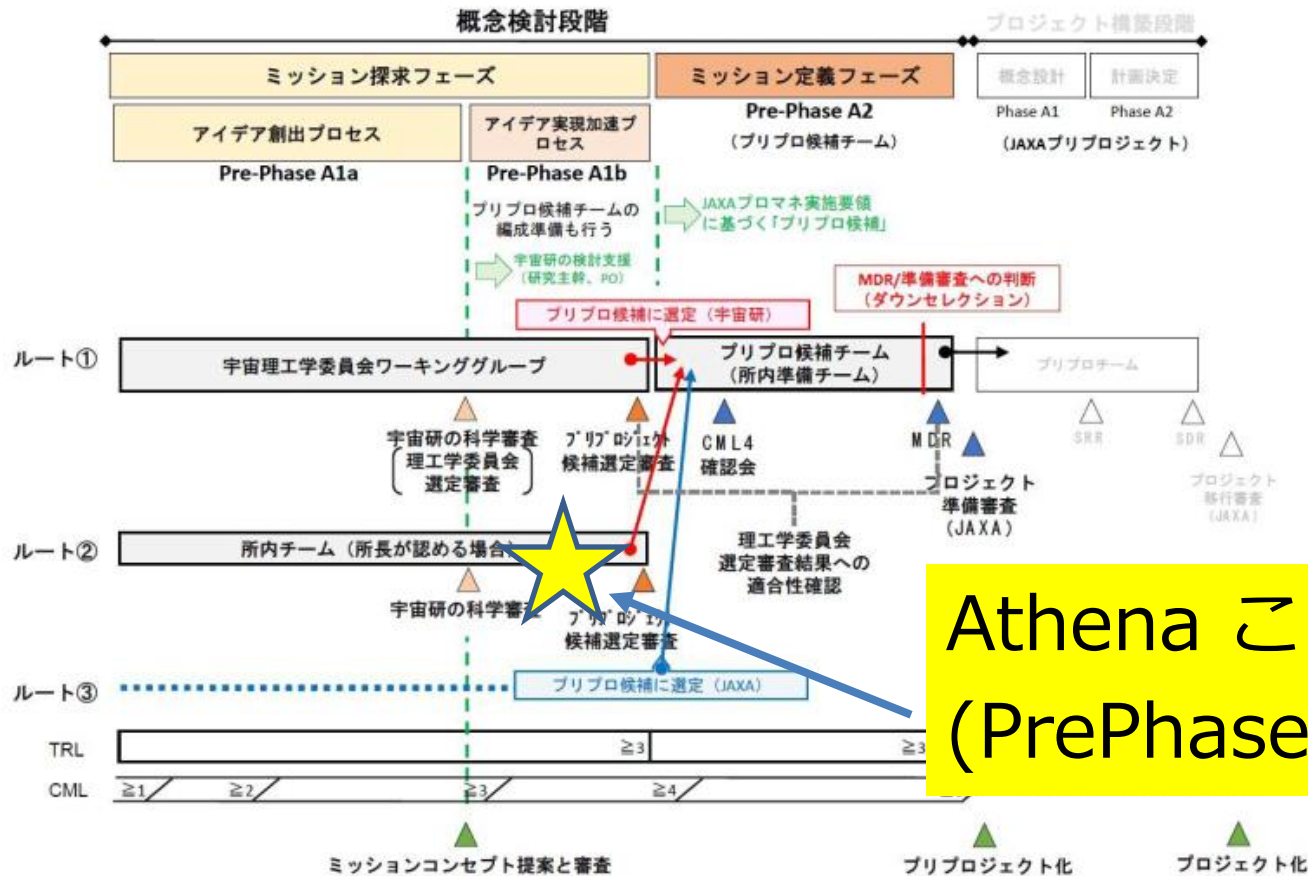 概念検討段階
プロジェクト構築段階
ミッション探求フェーズ
ミッション定義フェーズ
概念設計
計画決定
アイデア創出プロセス
アイデア実現加速プ
ロセス
Pre-Phase A2
(プリプロ候補チーム)
Phase A1
Phase A2
(JAXAプリプロジェクト)
Pre-Phase A1a
Pre-Phase A1b
プリプロ候補チームの
編成準備も行う
JAXAプロマネ実施要領
に基づく「プリプロ候補」
宇宙研の検討支援
(研究主幹、PO)
MDR/準備審査への判断
(ダウンセレクション)
プリプロ候補に選定(宇宙研)
ルート①
宇宙理工学委員会ワーキンググループ
プリプロ候補チーム
(所内準備チーム)
プリプロチーム
宇宙研の科学審査
理工学委員会
選定審査
プリプロジェクト
候補選定審査
CML4
確認会
MDR
プロジェクト
準備審査
(JAXA)
SRR
SDR
プロジェクト
移行審査
(JAXA)
ルート②
所内チーム(所長が認める場合)
理工学委員会
選定審査結果への
適合性確認
宇宙研の科学審査
プリプロジェクト
候補選定審査
Athena こ
(PrePhase
ルート③
プリプロ候補に選定(JAXA)
TRL
≧3
≧3
CML
≧1
≧2
≧3
≧4
ミッションコンセプト提案と審査
プリプロジェクト化
プロジェクト化